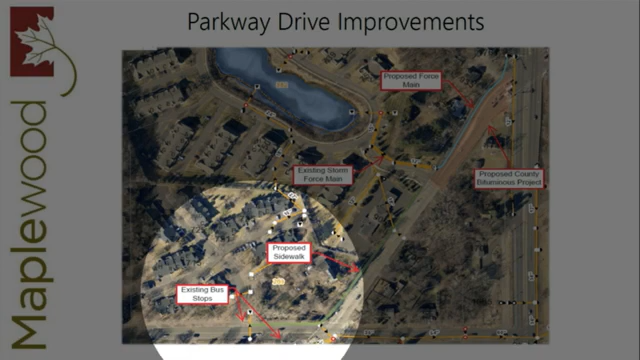 Parkway Drive Improvements
Maplewood
Proposed Force
Main
Existing Storm
Force Main
Proposed County
Bituminous Project
Proposed
Sidewalk
Existing Bus
Stops